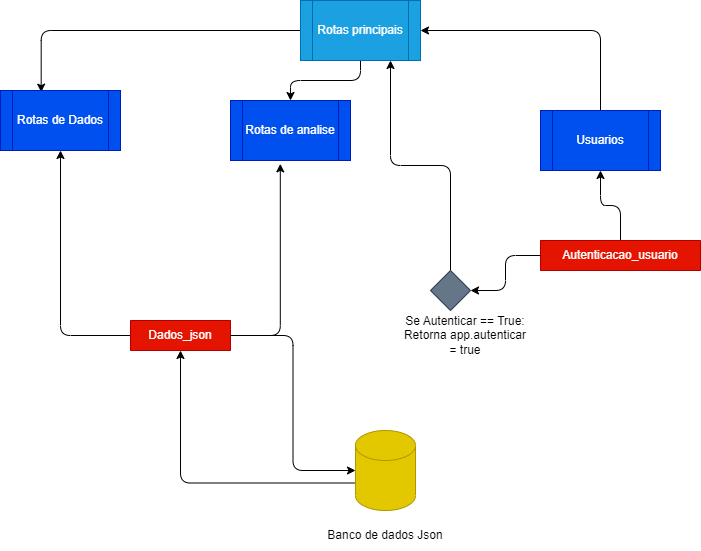 Rotas principais
Rotas de Dados
Rotas de analise
Usuarios
Autenticacao_usuario
Se Autenticar == True:
Retorna app.autenticar
= true
Dados_json
Banco de dados Json